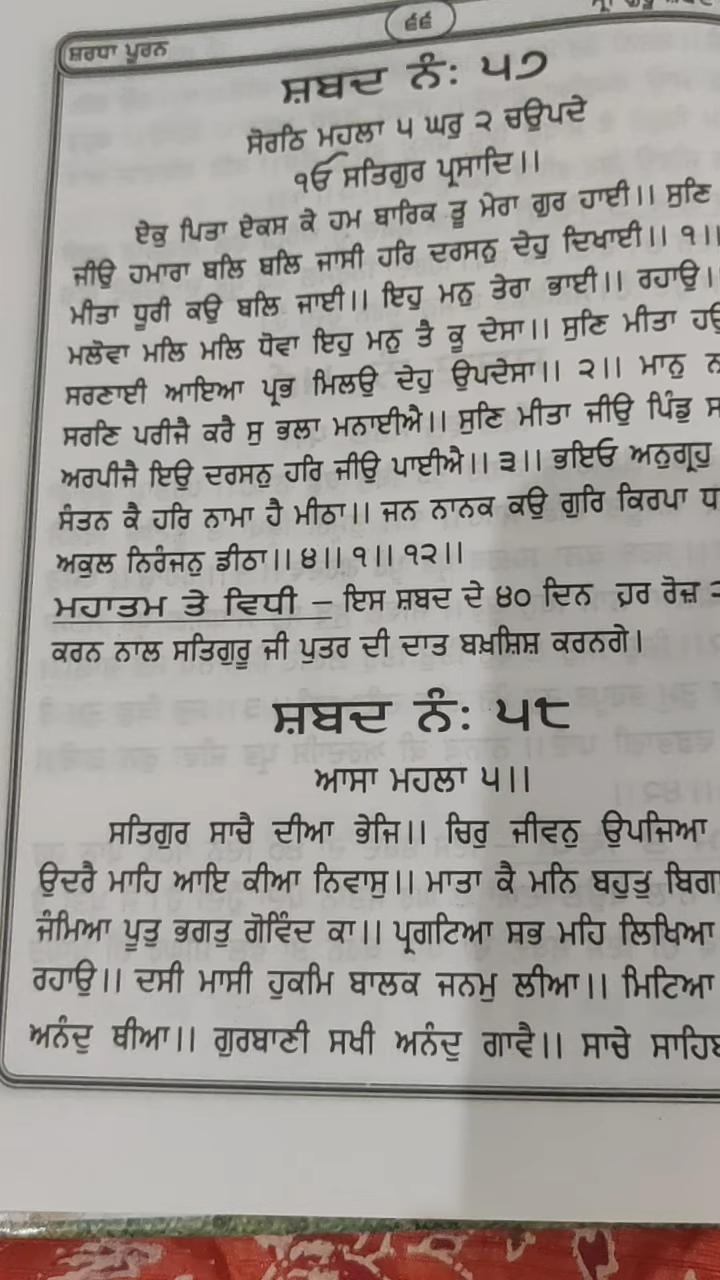 ੬੬
ਸ਼ਰਧਾ ਪੂਰਨ
ਸ਼ਬਦ ਨੰ: ੫੭
ਸੋਰਠਿ ਮਹਲਾ ੫ ਘਰੁ ੨ ਚਉਪਦੇ
ੴ ਸਤਿਗੁਰ ਪ੍ਰਸਾਦਿ।।
ਏਕੁ ਪਿਤਾ ਏਕਸ ਕੇ ਹਮ ਬਾਰਿਕ ਤੂ ਮੇਰਾ ਗੁਰ ਹਾਈ।। ਸੁਣਿ
ਜੀਉ ਹਮਾਰਾ ਬਲਿ ਬਲਿ ਜਾਸੀ ਹਰਿ ਦਰਸਨੁ ਦੇਹੁ ਦਿਖਾਈ।। ੧।।
ਮੀਤਾ ਧੂਰੀ ਕਉ ਬਲਿ ਜਾਈ।। ਇਹੁ ਮਨੁ ਤੇਰਾ ਭਾਈ।। ਰਹਾਉ।
ਮਲੋਵਾ ਮਲਿ ਮਲਿ ਧੋਵਾ ਇਹੁ ਮਨੁ ਤੈ ਕੂ ਦੇਸਾ।। ਸੁਣਿ ਮੀਤਾ ਹਉ
ਸਰਣਾਈ ਆਇਆ ਪ੍ਰਭ ਮਿਲਉ ਦੇਹੁ ਉਪਦੇਸਾ।। ੨।। ਮਾਨੁ
ਸਰਣਿ ਪਰੀਜੈ ਕਰੈ ਸੁ ਭਲਾ ਮਨਾਈਐ।। ਸੁਣਿ ਮੀਤਾ ਜੀਉ ਪਿੰਡੁ
ਅਰਪੀਜੈ ਇਉ ਦਰਸਨੁ ਹਰਿ ਜੀਉ ਪਾਈਐ।। ੩।। ਭਇਓ ਅਨੁਗ੍ਰਹੁ
ਸੰਤਨ ਕੈ ਹਰਿ ਨਾਮਾ ਹੈ ਮੀਠਾ।। ਜਨ ਨਾਨਕ ਕਉ ਗੁਰਿ ਕਿਰਪਾ
ਅਕੁਲ ਨਿਰੰਜਨੁ ਡੀਠਾ।। ੪।। ੧।। ੧੨।।
ਮਹਾਤਮ ਤੇ ਵਿਧੀ – ਇਸ ਸ਼ਬਦ ਦੇ ੪੦ ਦਿਨ ਹਰ ਰੋਜ਼
ਕਰਨ ਨਾਲ ਸਤਿਗੁਰੂ ਜੀ ਪੁਤਰ ਦੀ ਦਾਤ ਬਖ਼ਸ਼ਿਸ਼ ਕਰਨਗੇ।
ਸ਼ਬਦ ਨੰ: ੫੮
ਆਸਾ ਮਹਲਾ ੫।।
ਸਤਿਗੁਰ ਸਾਚੈ ਦੀਆ ਭੇਜਿ।। ਚਿਰੁ ਜੀਵਨੁ ਉਪਜਿਆ
ਉਦਰੈ ਮਾਹਿ ਆਇ ਕੀਆ ਨਿਵਾਸੁ।। ਮਾਤਾ ਕੈ ਮਨਿ ਬਹੁਤੁ
ਜੰਮਿਆ ਪੂਤੁ ਭਗਤੁ ਗੋਵਿੰਦ ਕਾ।। ਪ੍ਰਗਟਿਆ ਸਭ ਮਹਿ ਲਿਖਿਆ
ਰਹਾਉ।। ਦਸੀ ਮਾਸੀ ਹੁਕਮਿ ਬਾਲਕ ਜਨਮੁ ਲੀਆ।। ਮਿਟਿਆ
ਅਨੰਦੁ ਥੀਆ।। ਗੁਰਬਾਣੀ ਸਖੀ ਅਨੰਦੁ ਗਾਵੈ।। ਸਾਚੇ ਸਾਹਿਬ